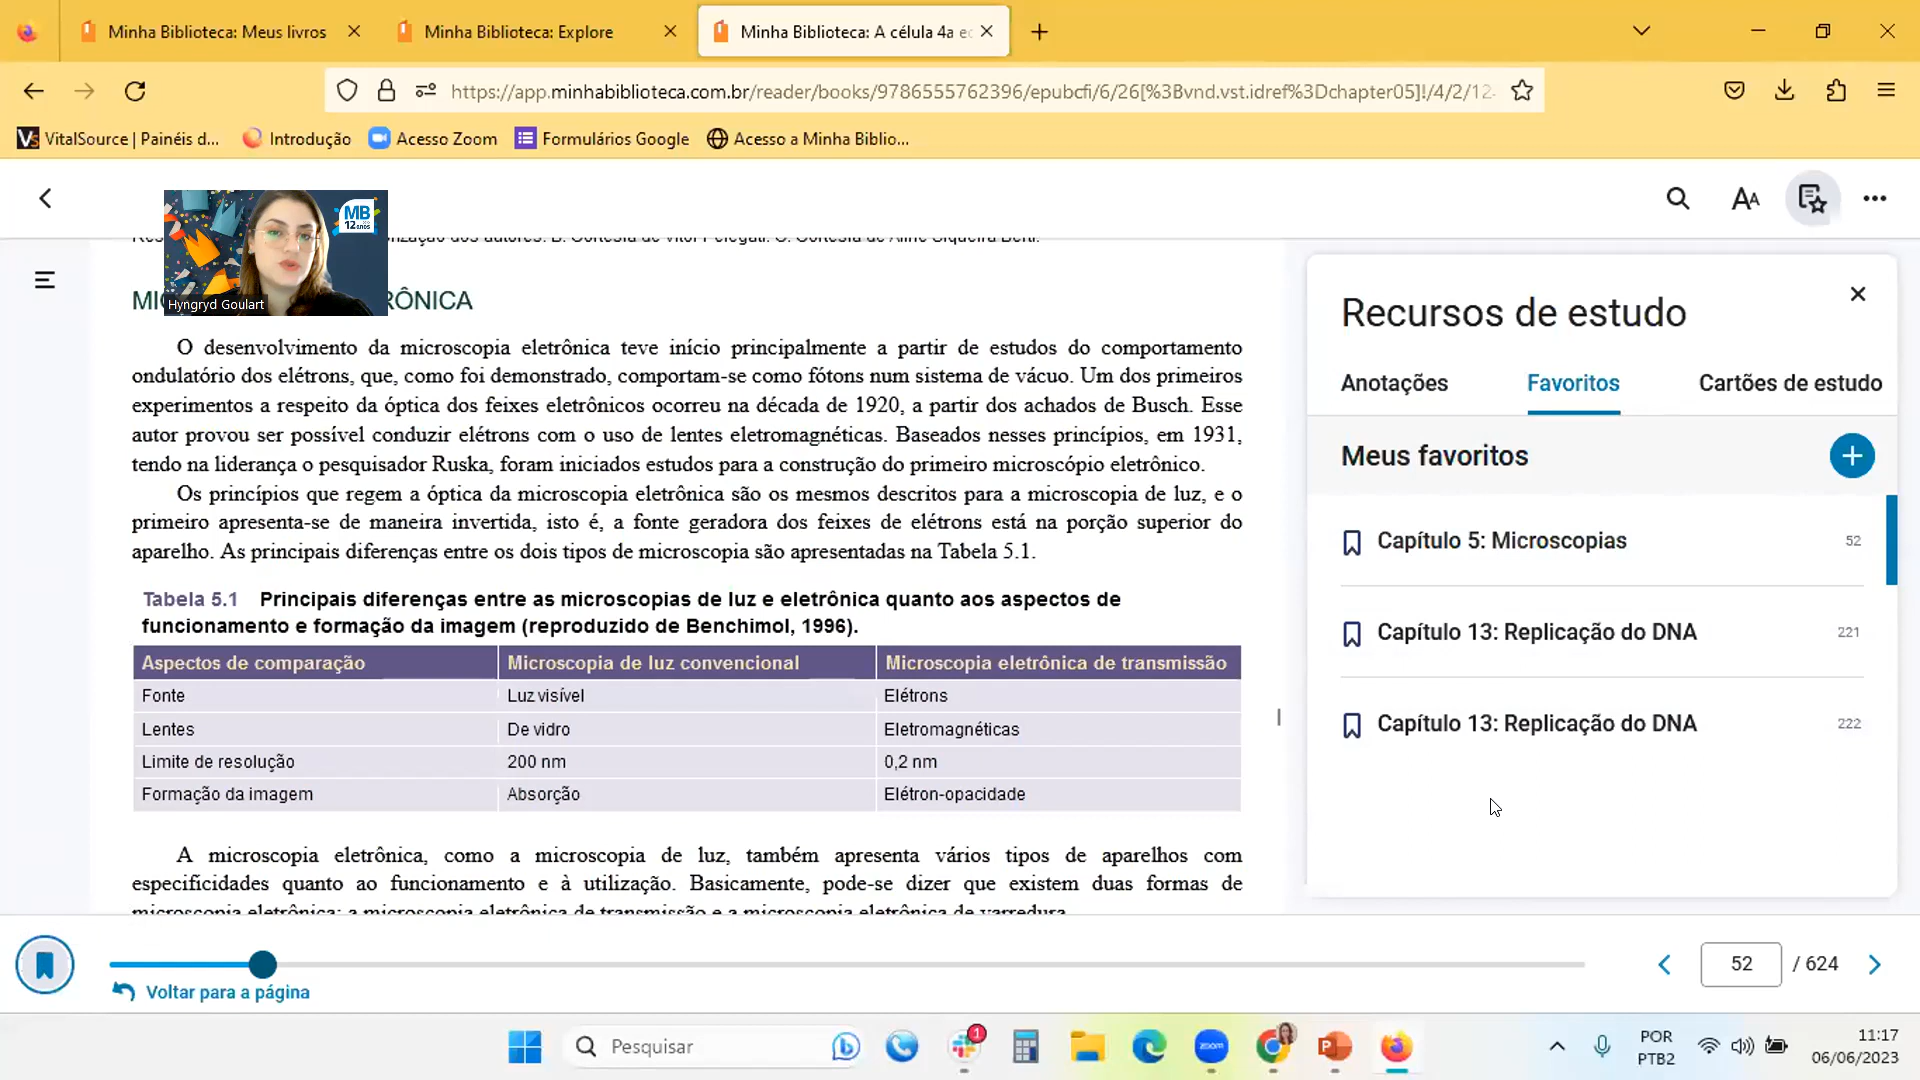 Minha Biblioteca: Meus livros
Minha Biblioteca: Explore
Minha Biblioteca: A célula 4a ec
https://app.minhabiblioteca.com.br/reader/books/9786555762396/epubcfi/6/26[%3Bvnd.vst.idref%3Dchapter05]!/4/2/12
VitalSource | Painéis d...
Introdução
Acesso Zoom
Formulários Google
Acesso a Minha Biblio...
MB
12 anos
Hyngryd Goulart
RÔNICA
O desenvolvimento da microscopia eletrônica teve início principalmente a partir de estudos do comportamento
ondulatório dos elétrons, que, como foi demonstrado, comportam-se como fótons num sistema de vácuo. Um dos primeiros
experimentos a respeito da óptica dos feixes eletrônicos ocorreu na década de 1920, a partir dos achados de Busch. Esse
autor provou ser possível conduzir elétrons com o uso de lentes eletromagnéticas. Baseados nesses princípios, em 1931,
tendo na liderança o pesquisador Ruska, foram iniciados estudos para a construção do primeiro microscópio eletrônico.
Os princípios que regem a óptica da microscopia eletrônica são os mesmos descritos para a microscopia de luz, e o
primeiro apresenta-se de maneira invertida, isto é, a fonte geradora dos feixes de elétrons está na porção superior do
aparelho. As principais diferenças entre os dois tipos de microscopia são apresentadas na Tabela 5.1.
Tabela 5.1 Principais diferenças entre as microscopias de luz e eletrônica quanto aos aspectos de
funcionamento e formação da imagem (reproduzido de Benchimol, 1996).
Aspectos de comparação Microscopia de luz convencional Microscopia eletrônica de transmissão
Fonte Luz visível Elétrons
Lentes De vidro Eletromagnéticas
Limite de resolução 200 nm 0,2 nm
Formação da imagem Absorção Elétron-opacidade
A microscopia eletrônica, como a microscopia de luz, também apresenta vários tipos de aparelhos com
especificidades quanto ao funcionamento e à utilização. Basicamente, pode-se dizer que existem duas formas de
microscopia eletrônica: a microscopia eletrônica de transmissão e a microscopia eletrônica de varredura.
Recursos de estudo
Anotações Favoritos Cartões de estudo
Meus favoritos
Capítulo 5: Microscopias 52
Capítulo 13: Replicação do DNA 221
Capítulo 13: Replicação do DNA 222
Voltar para a página
52 / 624
Pesquisar
1
zoom
POR
PTB2
11:17
06/06/2023